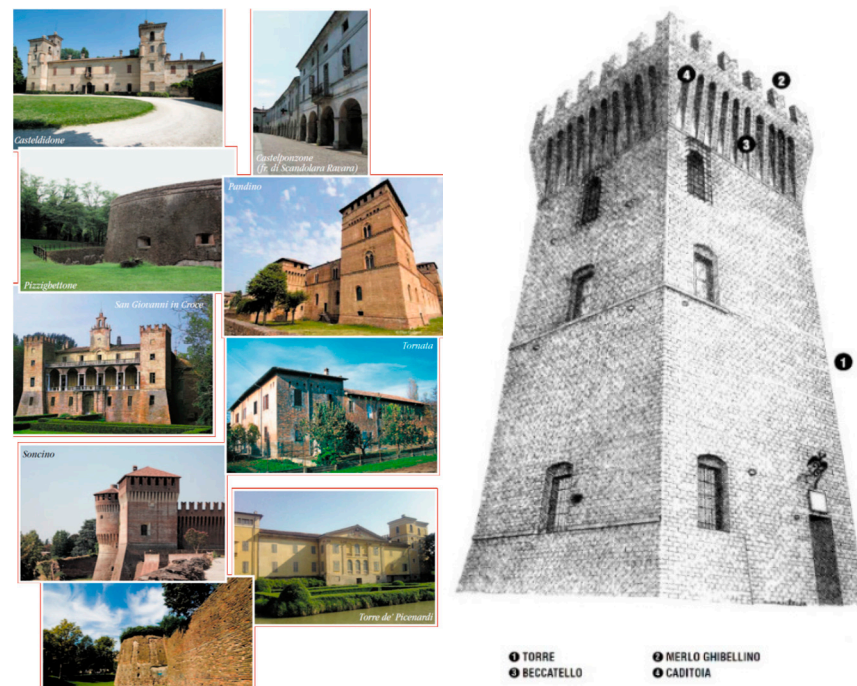 Casteldidone
Castelponzone
(fr. di Scandolara Ravara)
Pizzighettone
Pandino
San Giovanni in Croce
Tornata
Soncino
Torre de' Picenardi
4
2
3
1
1 TORRE
2 MERLO GHIBELLINO
3 BECCATELLO
4 CADITOIA